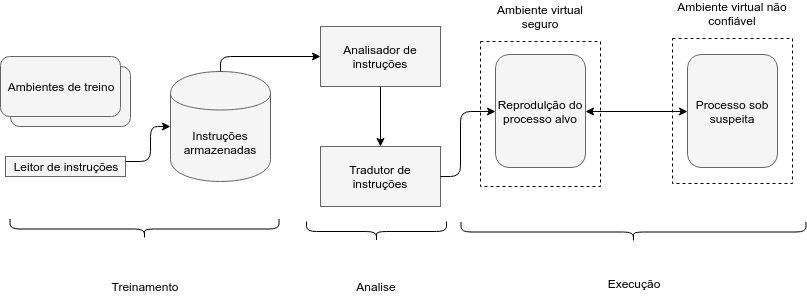 Ambiente virtual
seguro
Ambiente virtual não
confiável
Ambientes de treino
Leitor de instruções
Instruções
armazenadas
Analisador de
instruções
Tradutor de
instruções
Reprodulção do
processo alvo
Processo sob
suspeita
Treinamento
Analise
Execução